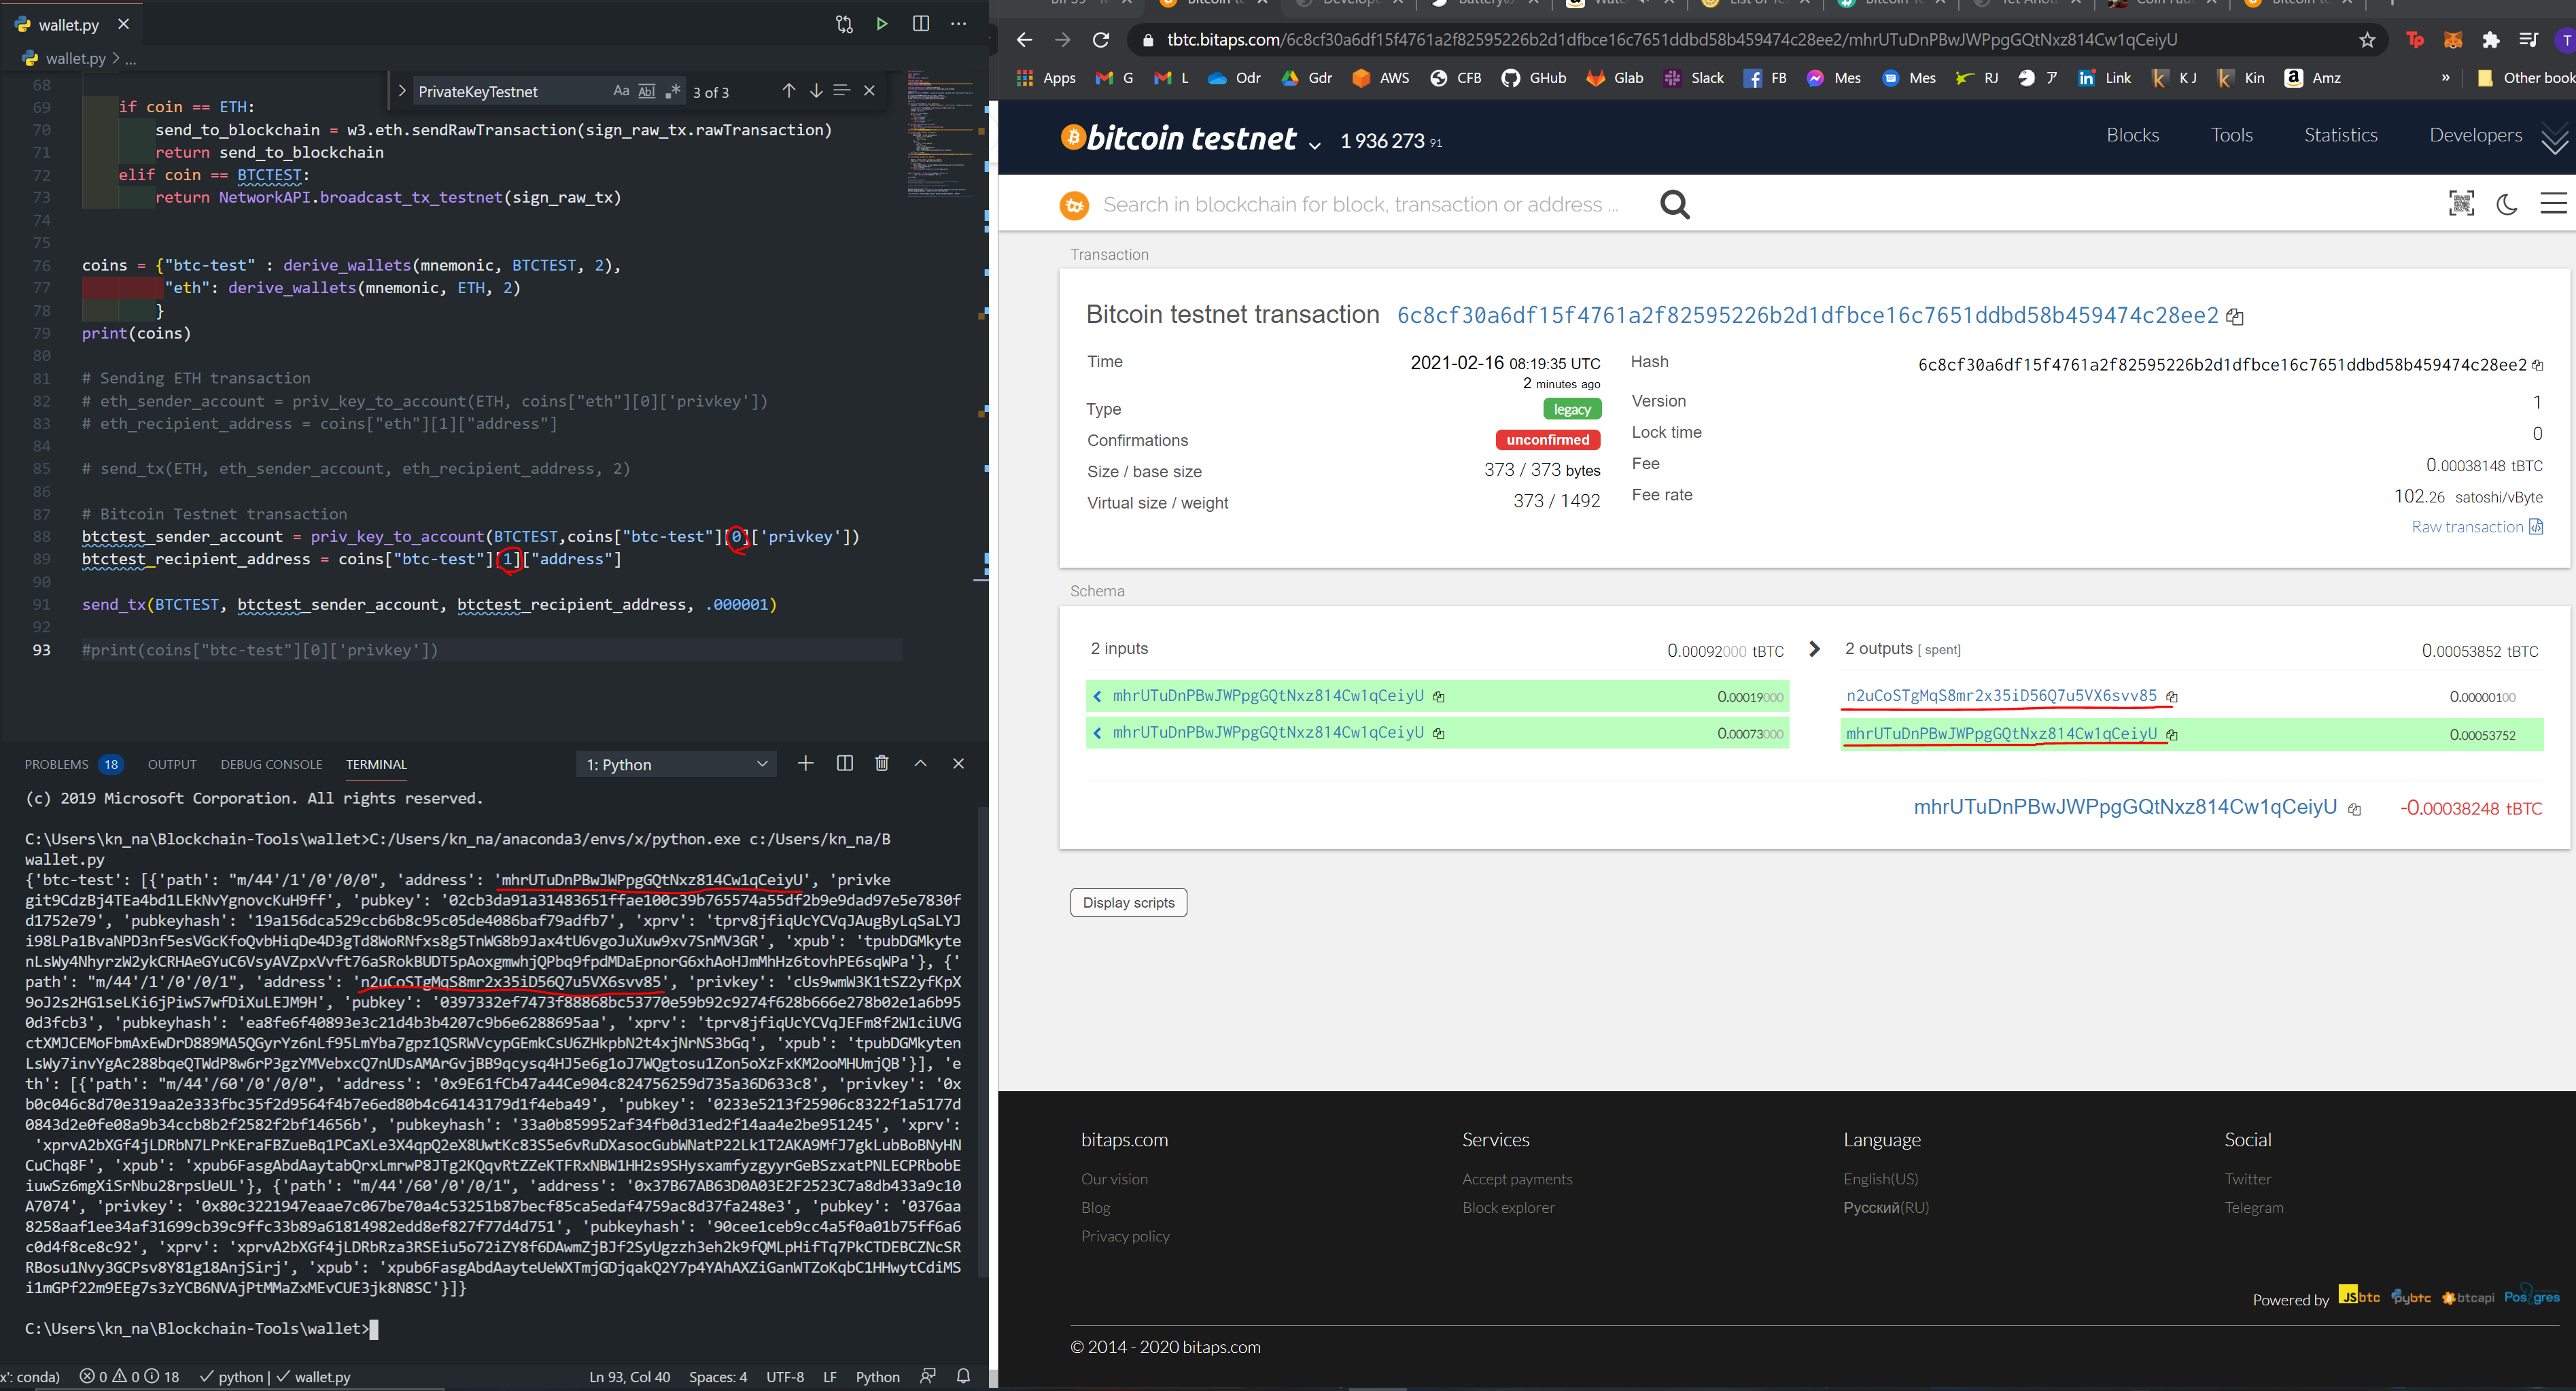 wallet.py
wallet.py > ...
PrivateKeyTestnet
Aa
3 of 3
68
69 if coin == ETH:
70 send_to_blockchain = w3.eth.sendRawTransaction(sign_raw_tx.rawTransaction)
71 return send_to_blockchain
72 elif coin == BTCTEST:
73 return NetworkAPI.broadcast_tx_testnet(sign_raw_tx)
74
75
76 coins = {"btc-test" : derive_wallets(mnemonic, BTCTEST, 2),
77 "eth": derive_wallets(mnemonic, ETH, 2)
78 }
79 print(coins)
80
81 # Sending ETH transaction
82 # eth_sender_account = priv_key_to_account(ETH, coins["eth"][0]['privkey'])
83 # eth_recipient_address = coins["eth"][1]["address"]
84
85 # send_tx(ETH, eth_sender_account, eth_recipient_address, 2)
86
87 # Bitcoin Testnet transaction
88 btctest_sender_account = priv_key_to_account(BTCTEST,coins["btc-test"][0]['privkey'])
89 btctest_recipient_address = coins["btc-test"][1]["address"]
90
91 send_tx(BTCTEST, btctest_sender_account, btctest_recipient_address, .000001)
92
93 #print(coins["btc-test"][0]['privkey'])
PROBLEMS 18 OUTPUT DEBUG CONSOLE TERMINAL 1: Python
(c) 2019 Microsoft Corporation. All rights reserved.
C:\Users\kn_na\Blockchain-Tools\wallet>C:/Users/kn_na/anaconda3/envs/x/python.exe c:/Users/kn_na/B
wallet.py
{'btc-test': [{'path': "m/44'/1'/0'/0/0", 'address': 'mhrUTuDnPBwJWPpgGQtNxz814Cw1qCeiyU', 'privke
git9CdzBj4TEa4bd1LEkNvYgnovcKuH9ff', 'pubkey': '02cb3da91a31483651ffae100c39b765574a55df2b9e9dad97e5e7830f
d1752e79', 'pubkeyhash': '19a156dca529ccb6b8c95c05de4086baf79adfb7', 'xprv': 'tprv8jfiqUcYCVqJAugByLqSaLYJ
i98LPa1BvaNPD3nf5esVGcKfoQvbHiqDe4D3gTd8WoRNfxs8g5TnWG8b9Jax4tU6vgoJuXuw9xv7SnMV3GR', 'xpub': 'tpubDGMkyte
nLsWy4NhyrzW2ykCRHAeGYuC6VsyAVZpxVvft76aSRokBUDT5pAoxgmwhjQPbq9fpdMDaEpnorG6xhAoHJmMhHz6tovhPE6sqWPa'}, {'
path': "m/44'/1'/0'/0/1", 'address': 'n2uCoSTgMqS8mr2x35iD56Q7u5VX6svv85', 'privkey': 'cUs9wmW3K1tSZ2yfKpX
9oJ2s2HG1seLKi6jPiwS7wfDiXuLEJM9H', 'pubkey': '0397332ef7473f88868bc53770e59b92c9274f628b666e278b02e1a6b95
0d3fcb3', 'pubkeyhash': 'ea8fe6f40893e3c21d4b3b4207c9b6e6288695aa', 'xprv': 'tprv8jfiqUcYCVqJEFm8f2W1ciUVG
ctXMJCEMoFbmAxEwDrD889MA5QGyrYz6nLf95LmYba7gpz1QSRWVcypGEmkCsU6ZHkpbN2t4xjNrNS3bGq', 'xpub': 'tpubDGMkyten
LsWy7invYgAc288bqeQTWdP8w6rP3gzYMVebxcQ7nUDsAMArGvjBB9qcysq4HJ5e6g1oJ7WQgtosu1Zon5oXzFxKM2ooMHUmjQB'}], 'e
th': [{'path': "m/44'/60'/0'/0/0", 'address': '0x9E61fCb47a44Ce904c824756259d735a36D633c8', 'privkey': '0x
b0c046c8d70e319aa2e333fbc35f2d9564f4b7e6ed80b4c64143179d1f4eba49', 'pubkey': '0233e5213f25906c8322f1a5177d
0843d2e0fe08a9b34ccb8b2f2582f2bf14656b', 'pubkeyhash': '33a0b859952af34fb0d31ed2f14aa4e2be951245', 'xprv':
'xprvA2bXGf4jLDRbN7LPrKEraFBZueBq1PCaXLe3X4qpQ2eX8UwtKc83S5e6vRuDXasocGubWNatP22Lk1T2AKA9MfJ7gkLubBoBNyHN
CuChq8F', 'xpub': 'xpub6FasgAbdAaytabQrxLmrwP8JTg2KQqvRtZZeKTFRxNBW1HH2s9SHysxamfyzgyyrGeBSzxatPNLECPRbobE
iuwSz6mgXiSrNbu28rpsUeUL'}, {'path': "m/44'/60'/0'/0/1", 'address': '0x37B67AB63D0A03E2F2523C7a8db433a9c10
A7074', 'privkey': '0x80c3221947eaae7c067be70a4c53251b87becf85ca5edaf4759ac8d37fa248e3', 'pubkey': '0376aa
8258aaf1ee34af31699cb39c9ffc33b89a61814982edd8ef827f77d4d751', 'pubkeyhash': '90cee1ceb9cc4a5f0a01b75ff6a6
c0d4f8ce8c92', 'xprv': 'xprvA2bXGf4jLDRbRza3RSEiu5o72iZY8f6DAwmZjBJf2SyUgzzh3eh2k9fQMLpHifTq7PkCTDEBCZNcSR
RBosu1Nvy3GCPsv8Y81g18AnjSirj', 'xpub': 'xpub6FasgAbdAayteUeWXTmjGDjqakQ2Y7p4YAhAXZiGanWTZoKqbC1HHwytCdiMS
i1mGPf22m9EEg7s3zYCB6NVAjPtMMaZxMEvCUE3jk8N8SC'}]}
C:\Users\kn_na\Blockchain-Tools\wallet>
x': conda) 0 0 18 python | wallet.py Ln 93, Col 40 Spaces: 4 UTF-8 LF Python
tbtc.bitaps.com/6c8cf30a6df15f4761a2f82595226b2d1dfbce16c7651ddbd58b459474c28ee2/mhrUTuDnPBwJWPpgGQtNxz814Cw1qCeiyU
Apps G L Odr Gdr AWS CFB GHub Glab Slack FB Mes Mes RJ ア Link K J Kin Amz » Other book
bitcoin testnet 1 936 273 91 Blocks Tools Statistics Developers
Search in blockchain for block, transaction or address ...
Transaction
Bitcoin testnet transaction 6c8cf30a6df15f4761a2f82595226b2d1dfbce16c7651ddbd58b459474c28ee2
Time 2021-02-16 08:19:35 UTC
2 minutes ago
Type legacy
Confirmations unconfirmed
Size / base size 373 / 373 bytes
Virtual size / weight 373 / 1492
Hash 6c8cf30a6df15f4761a2f82595226b2d1dfbce16c7651ddbd58b459474c28ee2
Version 1
Lock time 0
Fee 0.00038148 tBTC
Fee rate 102.26 satoshi/vByte
Raw transaction
Schema
2 inputs 0.00092000 tBTC 2 outputs [ spent] 0.00053852 tBTC
mhrUTuDnPBwJWPpgGQtNxz814Cw1qCeiyU 0.00019000 n2uCoSTgMqS8mr2x35iD56Q7u5VX6svv85 0.00000100
mhrUTuDnPBwJWPpgGQtNxz814Cw1qCeiyU 0.00073000 mhrUTuDnPBwJWPpgGQtNxz814Cw1qCeiyU 0.00053752
mhrUTuDnPBwJWPpgGQtNxz814Cw1qCeiyU -0.00038248 tBTC
Display scripts
bitaps.com Services Language Social
Our vision Accept payments English(US) Twitter
Blog Block explorer Русский(RU) Telegram
Privacy policy
Powered by JSbtc pybtc btcapi Postgres
© 2014 - 2020 bitaps.com